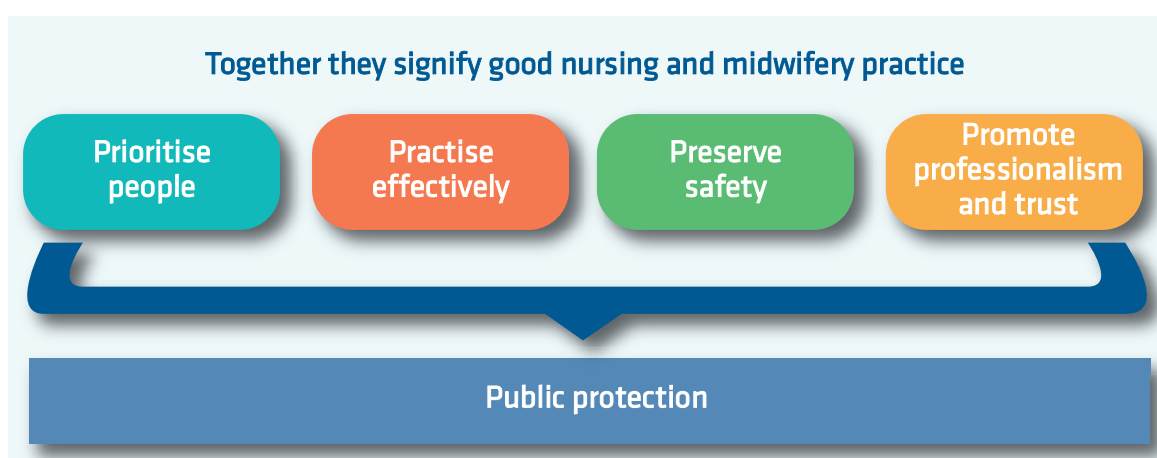 Together they signify good nursing and midwifery practice
Prioritise
people
Practise
effectively
Preserve
safety
Promote
professionalism
and trust
Public protection